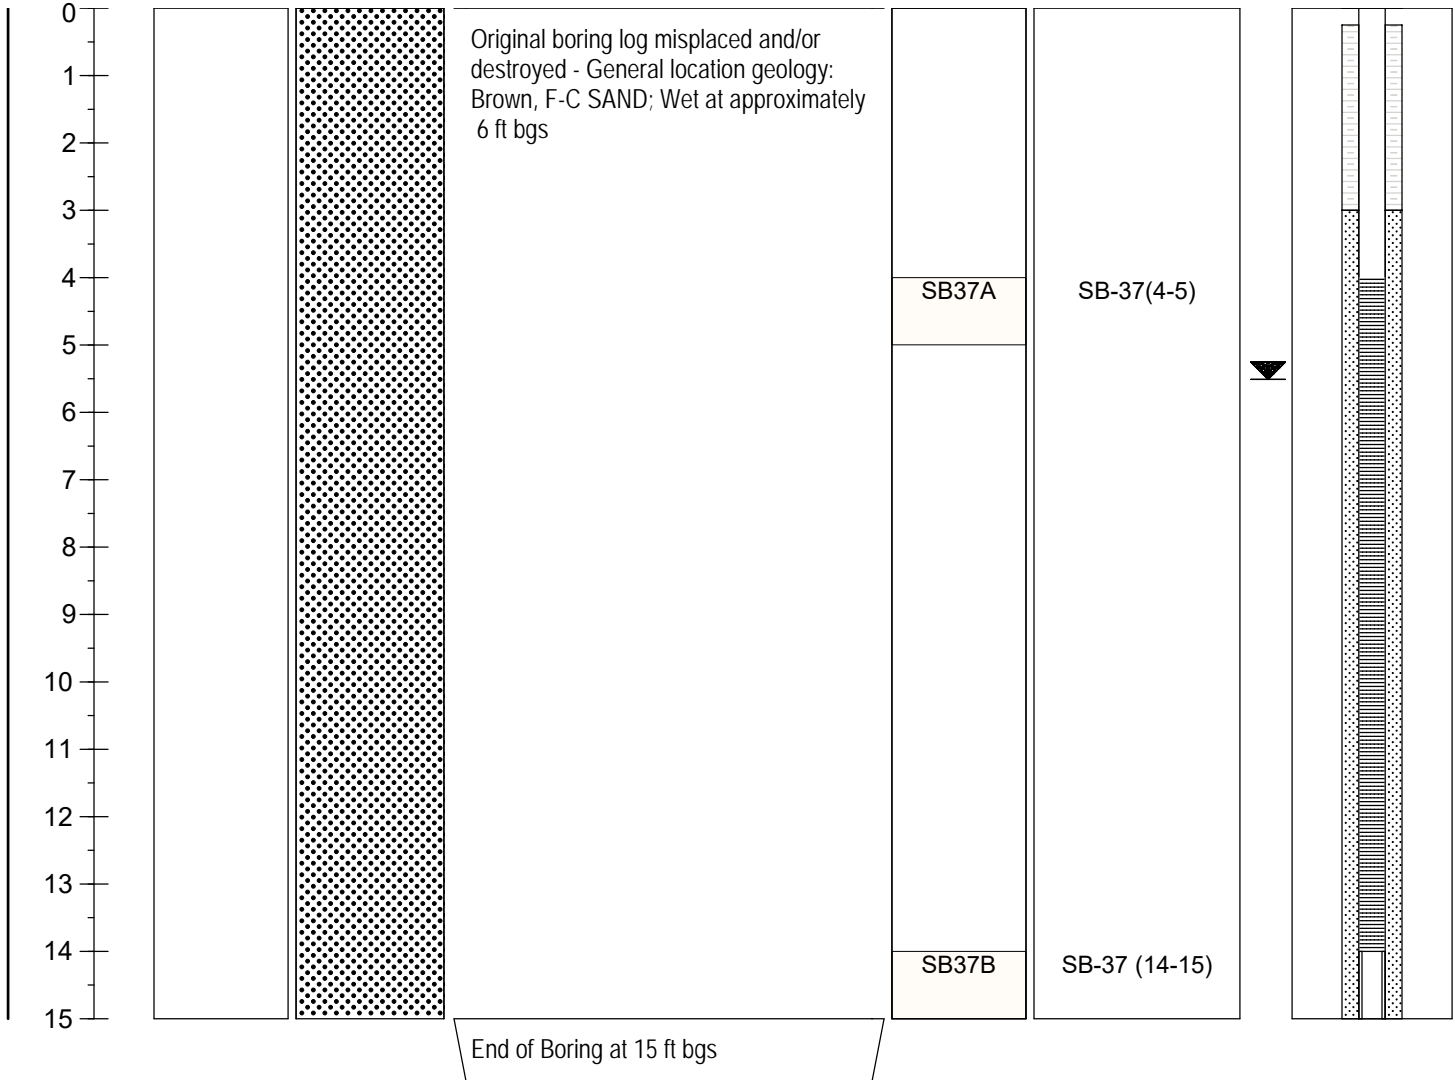 0
Original boring log misplaced and/or
destroyed - General location geology:
Brown, F-C SAND; Wet at approximately
6 ft bgs
1
2
3
4
SB37A
SB-37(4-5)
5
6
7
8
9
10
11
12
13
14
SB37B
SB-37 (14-15)
15
End of Boring at 15 ft bgs